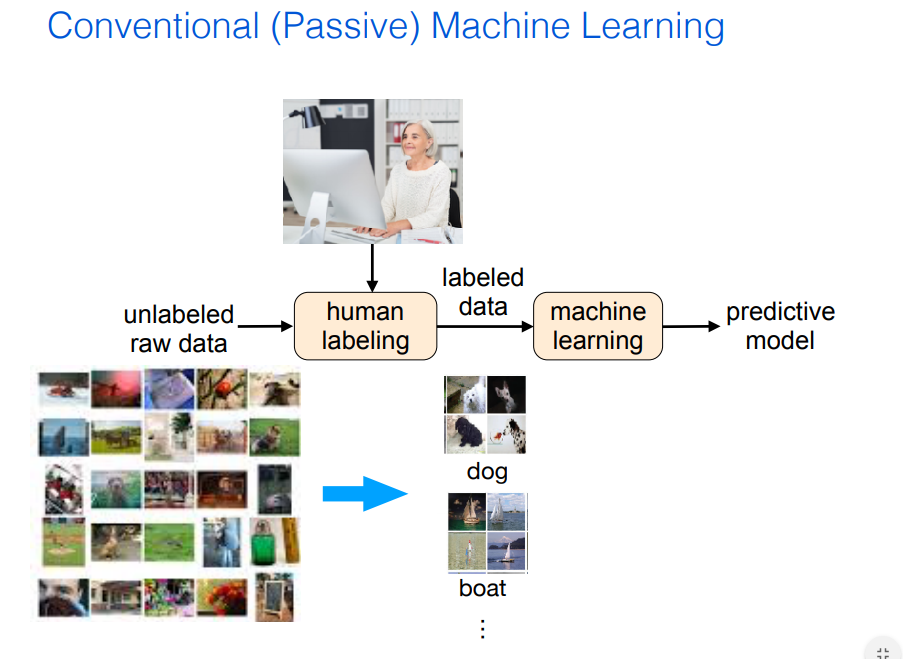 Conventional (Passive) Machine Learning
labeled
data
unlabeled
raw data
human
labeling
machine
learning
predictive
model
dog
boat
⋮